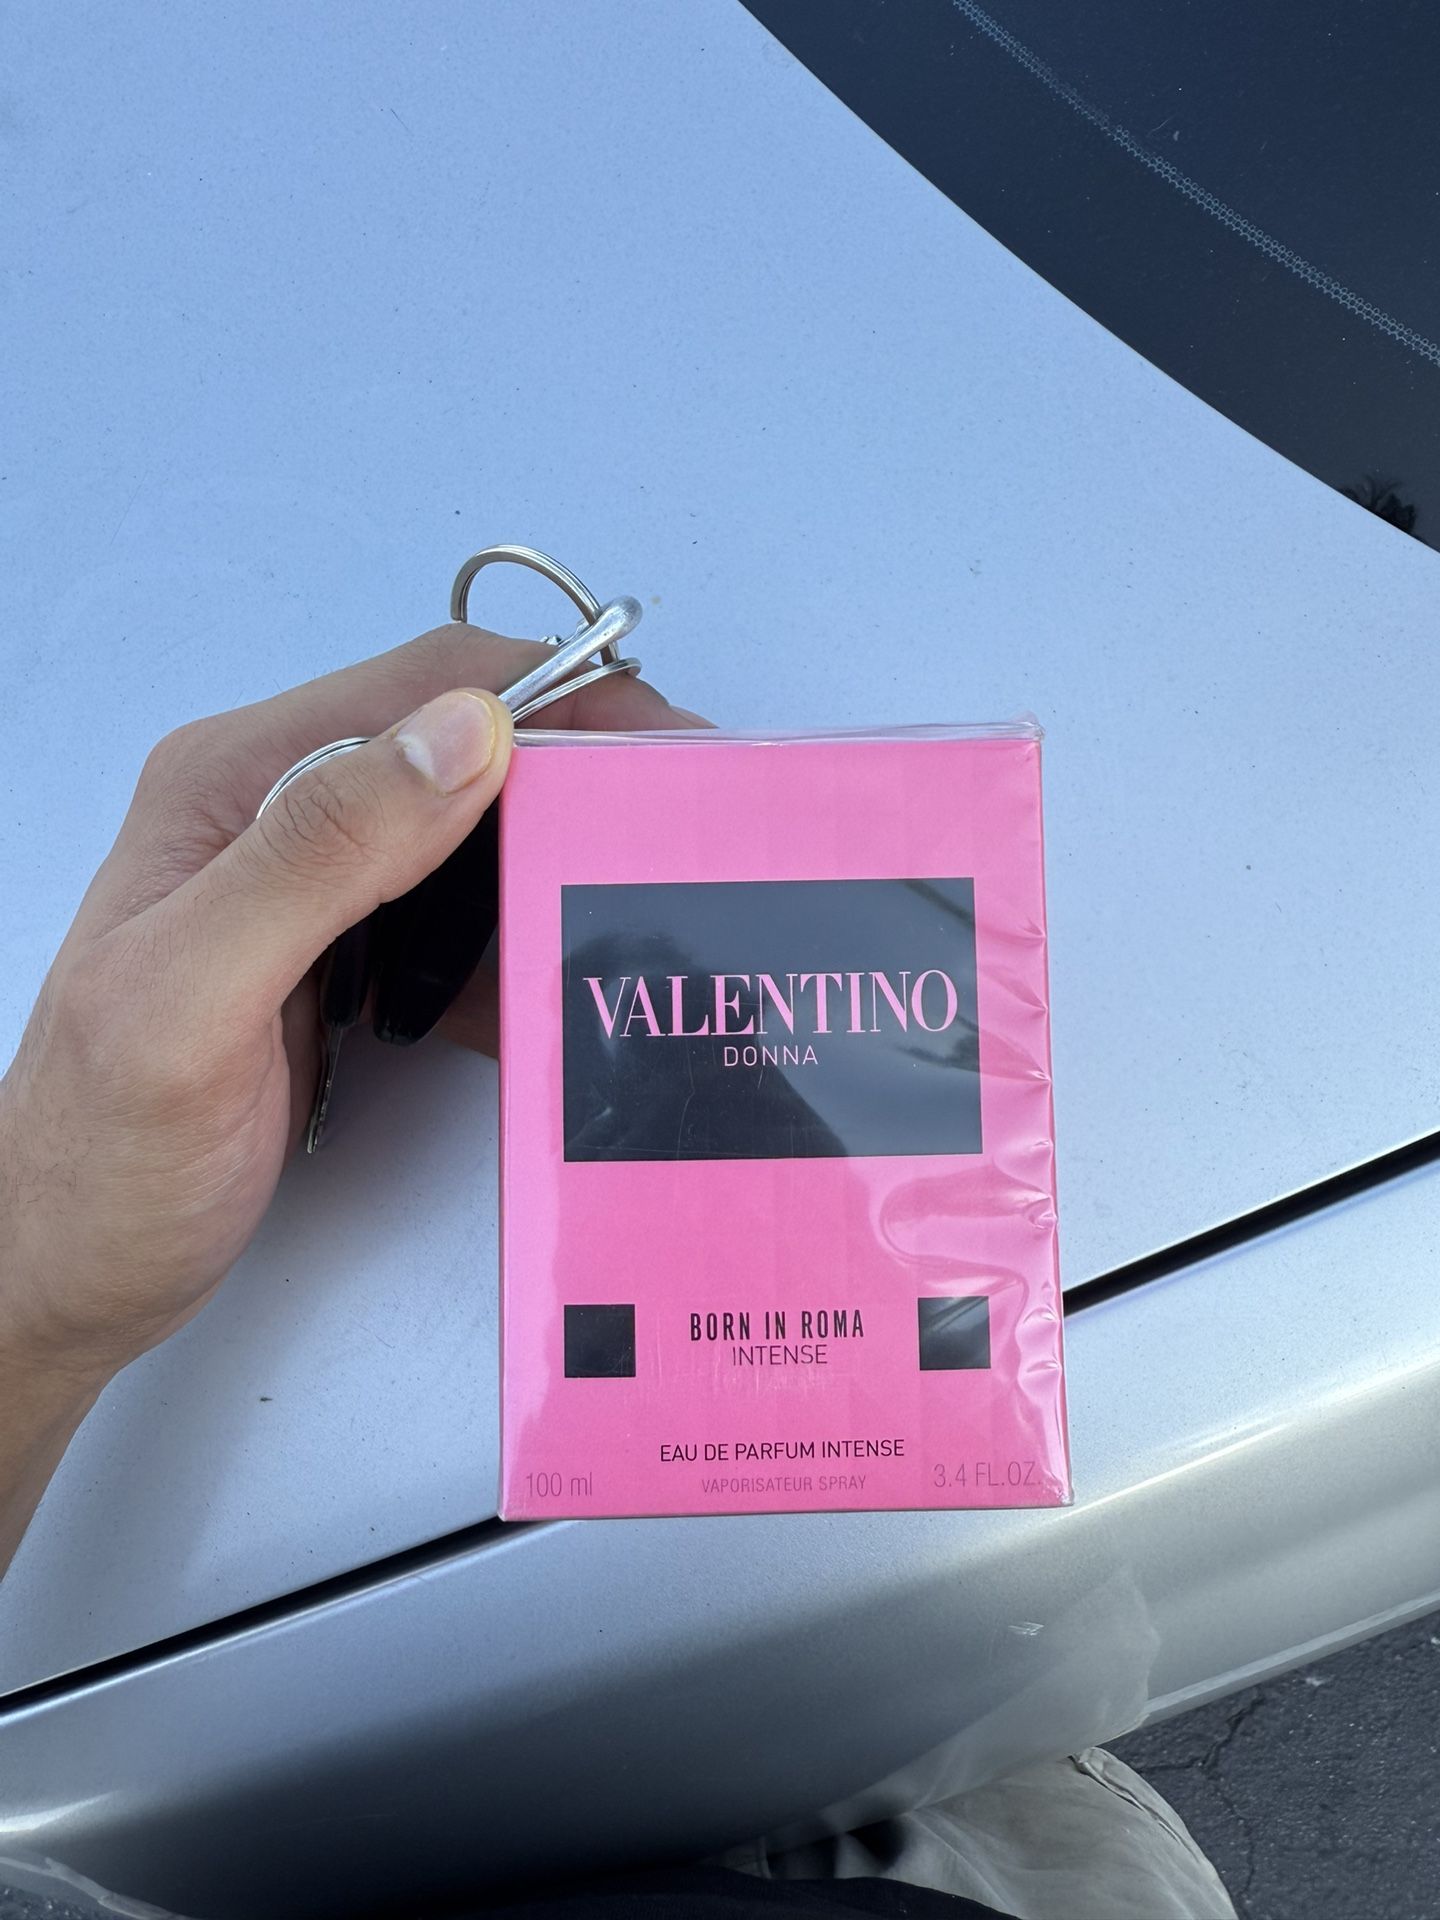 VALENTINO
DONNA
BORN IN ROMA
INTENSE
EAU DE PARFUM INTENSE
100 ml VAPORISATEUR SPRAY 3.4 FL.OZ.